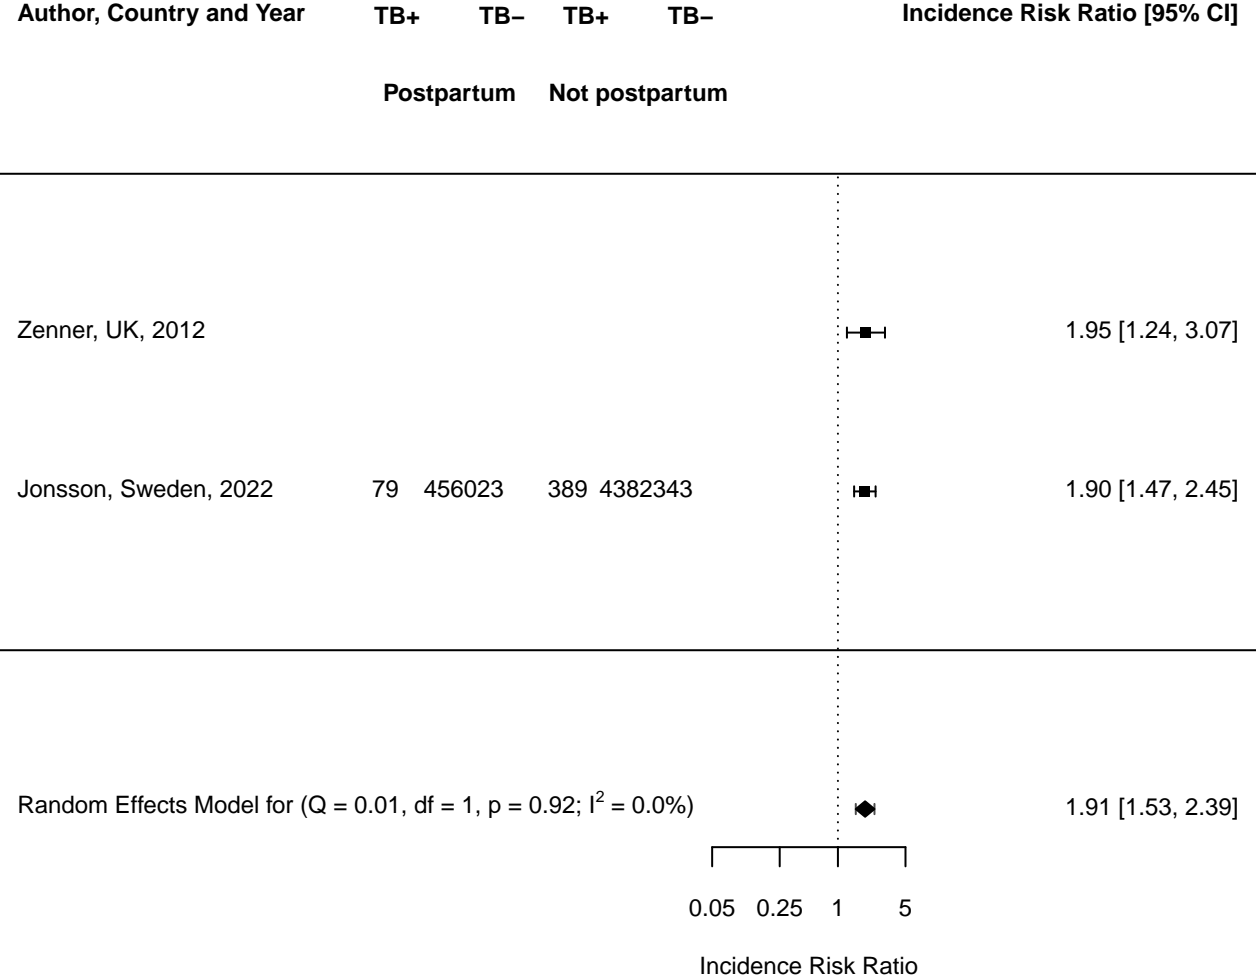 Author, Country and Year TB+ TB− TB+ TB− Incidence Risk Ratio [95% CI]
Postpartum Not postpartum
Zenner, UK, 2012 1.95 [1.24, 3.07]
Jonsson, Sweden, 2022 79 456023 389 4382343 1.90 [1.47, 2.45]
Random Effects Model for (Q = 0.01, df = 1, p = 0.92; I² = 0.0%) 1.91 [1.53, 2.39]
0.05 0.25 1 5
Incidence Risk Ratio